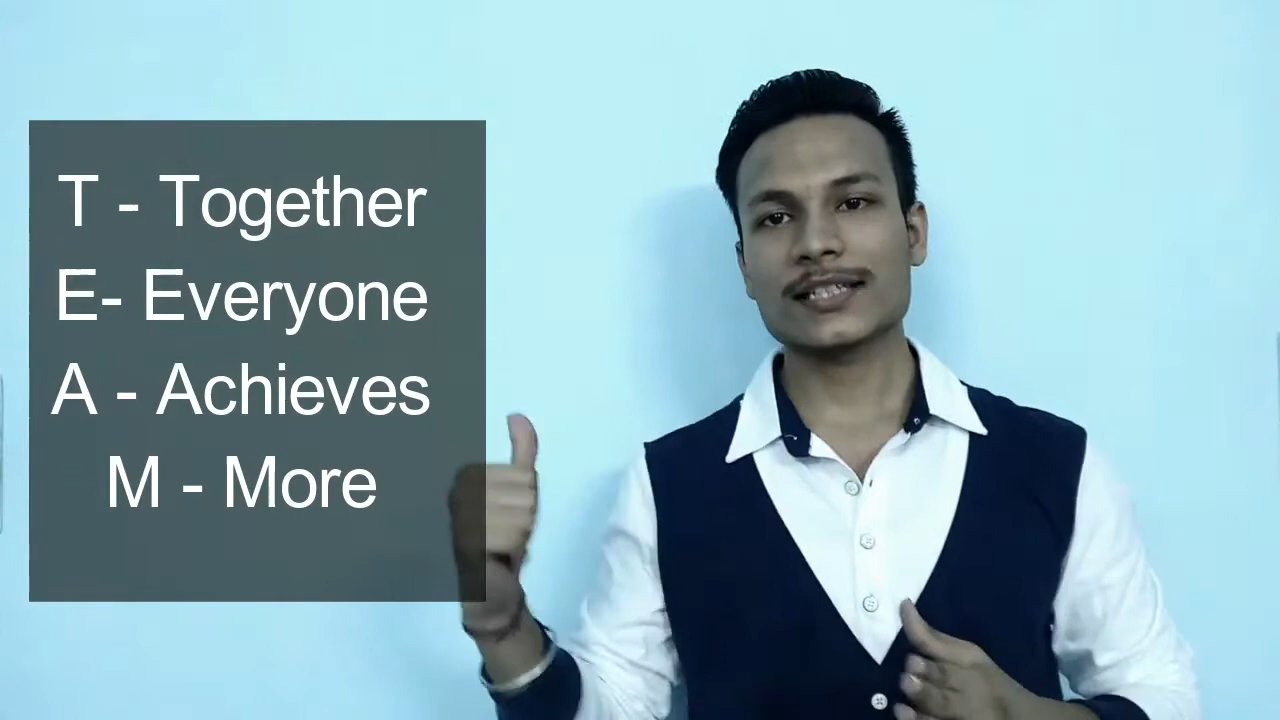 T - Together
E- Everyone
A - Achieves
M - More